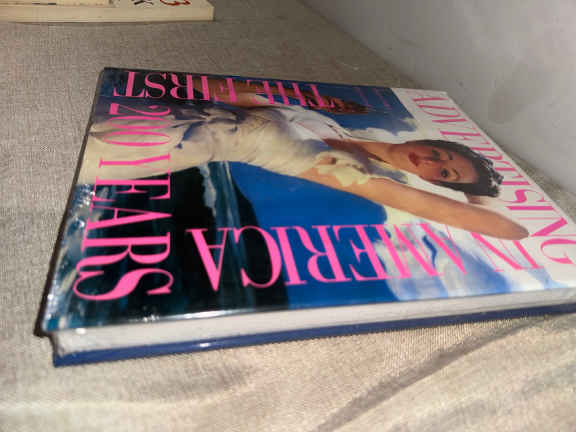 ADVERTISING
IN AMERICA
THE FIRST
200 YEARS